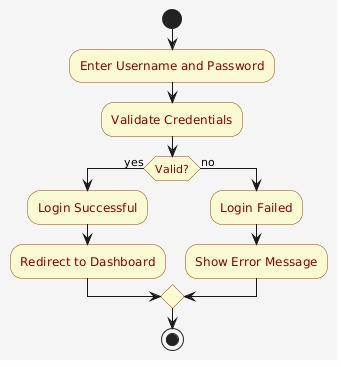 Enter Username and Password
Validate Credentials
yes
Valid?
no
Login Successful
Login Failed
Redirect to Dashboard
Show Error Message